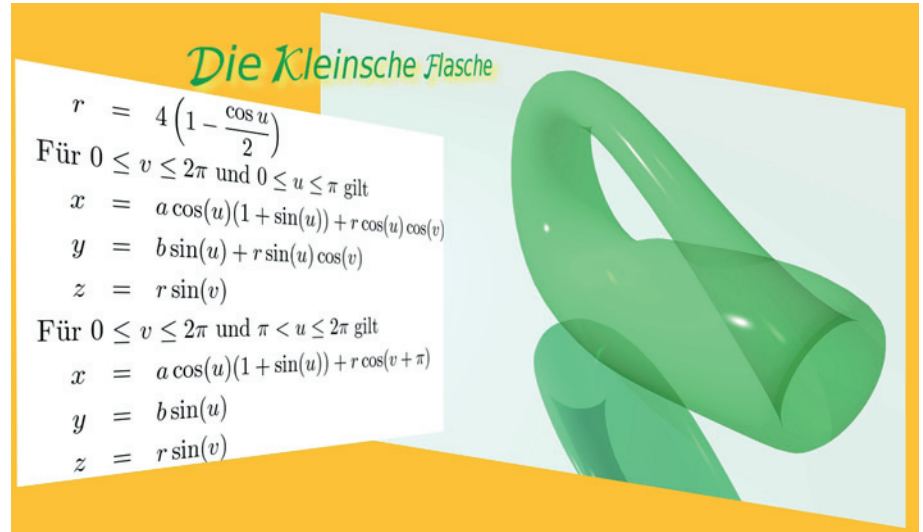 Die Kleinsche Flasche
r = 4 (1 − cos u / 2)
Für 0 ≤ v ≤ 2π und 0 ≤ u ≤ π gilt
x = a cos(u)(1 + sin(u)) + r cos(u) cos(v)
y = b sin(u) + r sin(u) cos(v)
z = r sin(v)
Für 0 ≤ v ≤ 2π und π < u ≤ 2π gilt
x = a cos(u)(1 + sin(u)) + r cos(v + π)
y = b sin(u)
z = r sin(v)